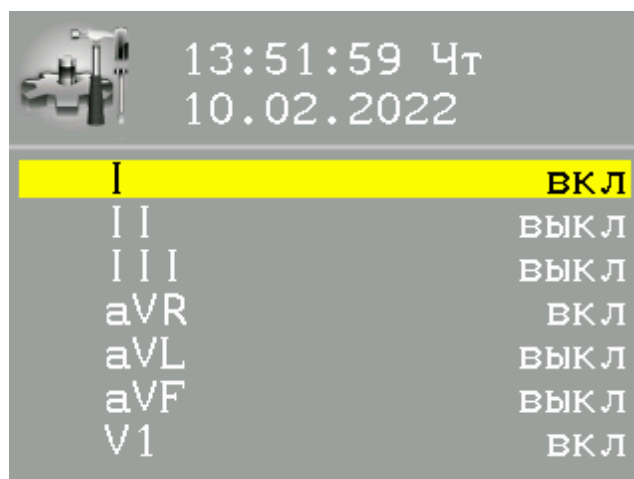 13:51:59 Чт
10.02.2022
I вкл
II выкл
III выкл
aVR вкл
aVL выкл
aVF выкл
V1 вкл